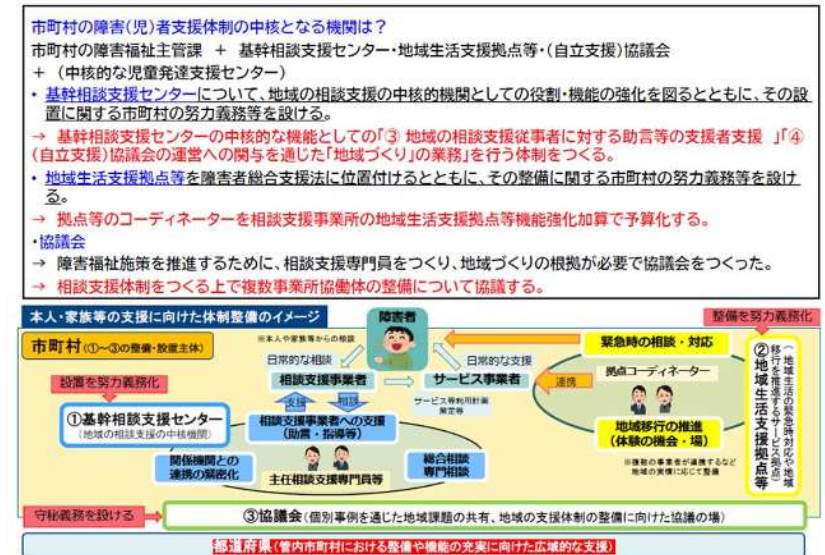 市町村の障害(児)者支援体制の中核となる機関は？
市町村の障害福祉主管課　＋　基幹相談支援センター・地域生活支援拠点等・(自立支援)協議会
＋　(中核的な児童発達支援センター)
・基幹相談支援センターについて、地域の相談支援の中核的機関としての役割・機能の強化を図るとともに、その設
置に関する市町村の努力義務等を設ける。
→　基幹相談支援センターの中核的な機能としての「③ 地域の相談支援従事者に対する助言等の支援者支援 」「④
(自立支援)協議会の運営への関与を通じた「地域づくり」の業務」を行う体制をつくる。
・地域生活支援拠点等を障害者総合支援法に位置付けるとともに、その整備に関する市町村の努力義務等を設け
る。
→　拠点等のコーディネーターを相談支援事業所の地域生活支援拠点等機能強化加算で予算化する。
・協議会
→　障害福祉施策を推進するために、相談支援専門員をつくり、地域づくりの根拠が必要で協議会をつくった。
→　相談支援体制をつくる上で複数事業所協働体の整備について協議する。
本人・家族等の支援に向けた体制整備のイメージ
障害者
整備を努力義務化
市町村(①～③の整備・設置主体)
※本人や家族等からの相談
日常的な相談
日常的な支援
緊急時の相談・対応
設置を努力義務化
相談支援事業者
サービス事業者
連携
拠点コーディネーター
②地域生活支援拠点等
(地域生活の緊急時対応や地域
移行を推進するサービス拠点)
支援
相談
サービス等利用計画
案定等
①基幹相談支援センター
(地域の相談支援の中核機関)
相談支援事業者への支援
(助言・指導等)
地域移行の推進
(体験の機会・場)
関係機関との
連携の緊密化
主任相談支援専門員等
総合相談
専門相談
※複数の事業者が連携するなど
地域の実情に応じて整備
守秘義務を設ける
③協議会(個別事例を通じた地域課題の共有、地域の支援体制の整備に向けた協議の場)
都道府県(管内市町村における整備や機能の充実に向けた広域的な支援)